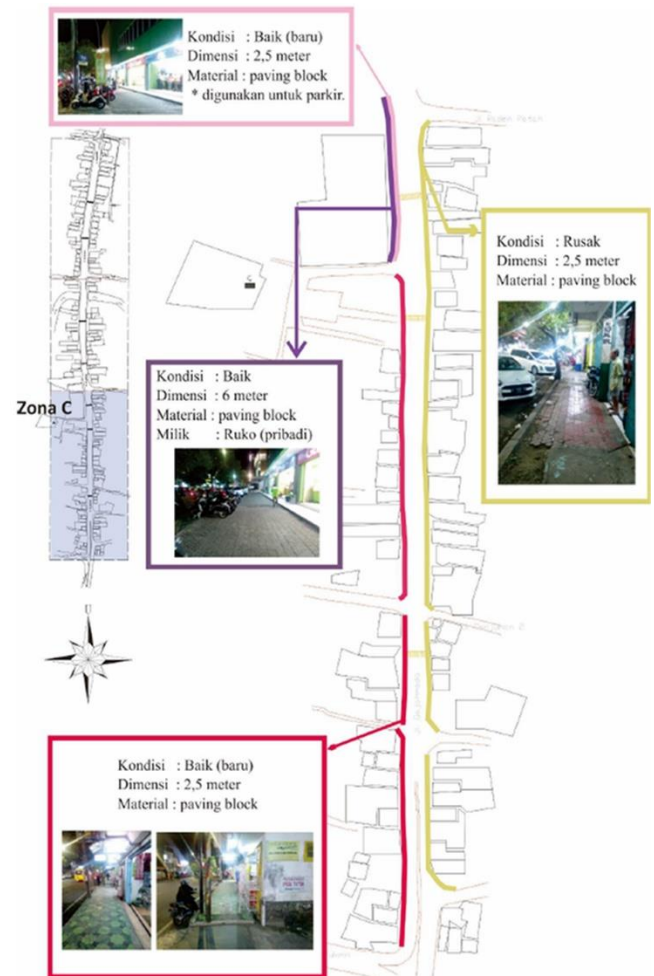 Kondisi : Baik (baru)
Dimensi : 2,5 meter
Material : paving block
* digunakan untuk parkir.
Kondisi : Rusak
Dimensi : 2,5 meter
Material : paving block
Zona C
Kondisi : Baik
Dimensi : 6 meter
Material : paving block
Milik : Ruko (pribadi)
U
Kondisi : Baik (baru)
Dimensi : 2,5 meter
Material : paving block